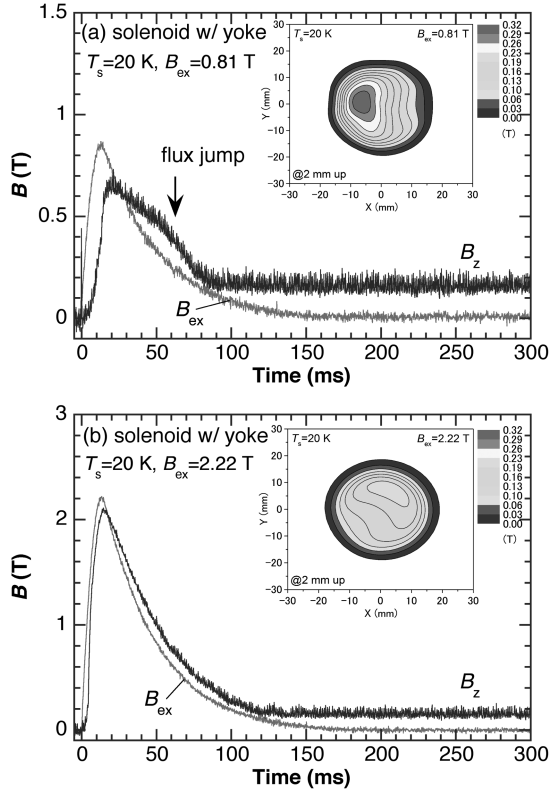 (a) solenoid w/ yoke
Ts=20 K, Bex=0.81 T
flux jump
Bz
Bex
B (T)
1.5
1
0.5
0
0 50 100 150 200 250 300
Time (ms)
Ts=20 K Bex=0.81 T
@2 mm up
Y (mm)
30
20
10
0
-10
-20
-30
-30 -20 -10 0 10 20 30
X (mm)
0.32
0.29
0.26
0.23
0.19
0.16
0.13
0.10
0.06
0.03
0.00
(T)
(b) solenoid w/ yoke
Ts=20 K, Bex=2.22 T
Bz
Bex
B (T)
3
2
1
0
0 50 100 150 200 250 300
Time (ms)
Ts=20 K Bex=2.22 T
@2 mm up
Y (mm)
30
20
10
0
-10
-20
-30
-30 -20 -10 0 10 20 30
X (mm)
0.32
0.29
0.26
0.23
0.19
0.16
0.13
0.10
0.06
0.03
0.00
(T)